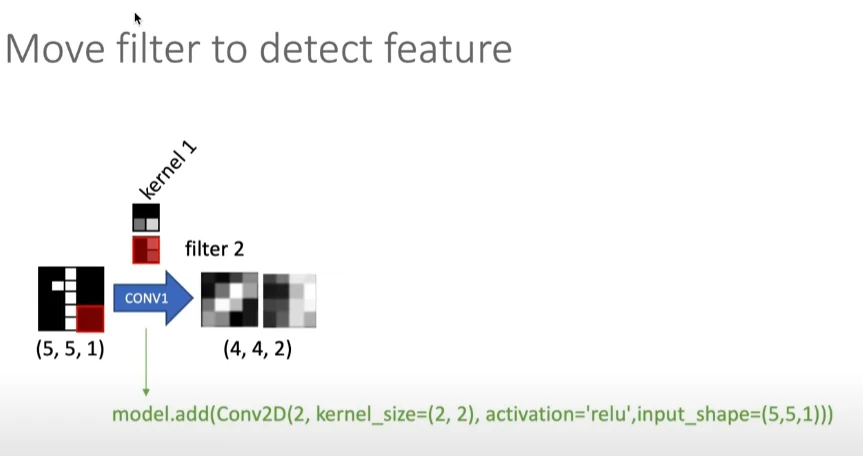 Move filter to detect feature
kernel 1
filter 2
CONV1
(5, 5, 1)
(4, 4, 2)
model.add(Conv2D(2, kernel_size=(2, 2), activation='relu',input_shape=(5,5,1)))